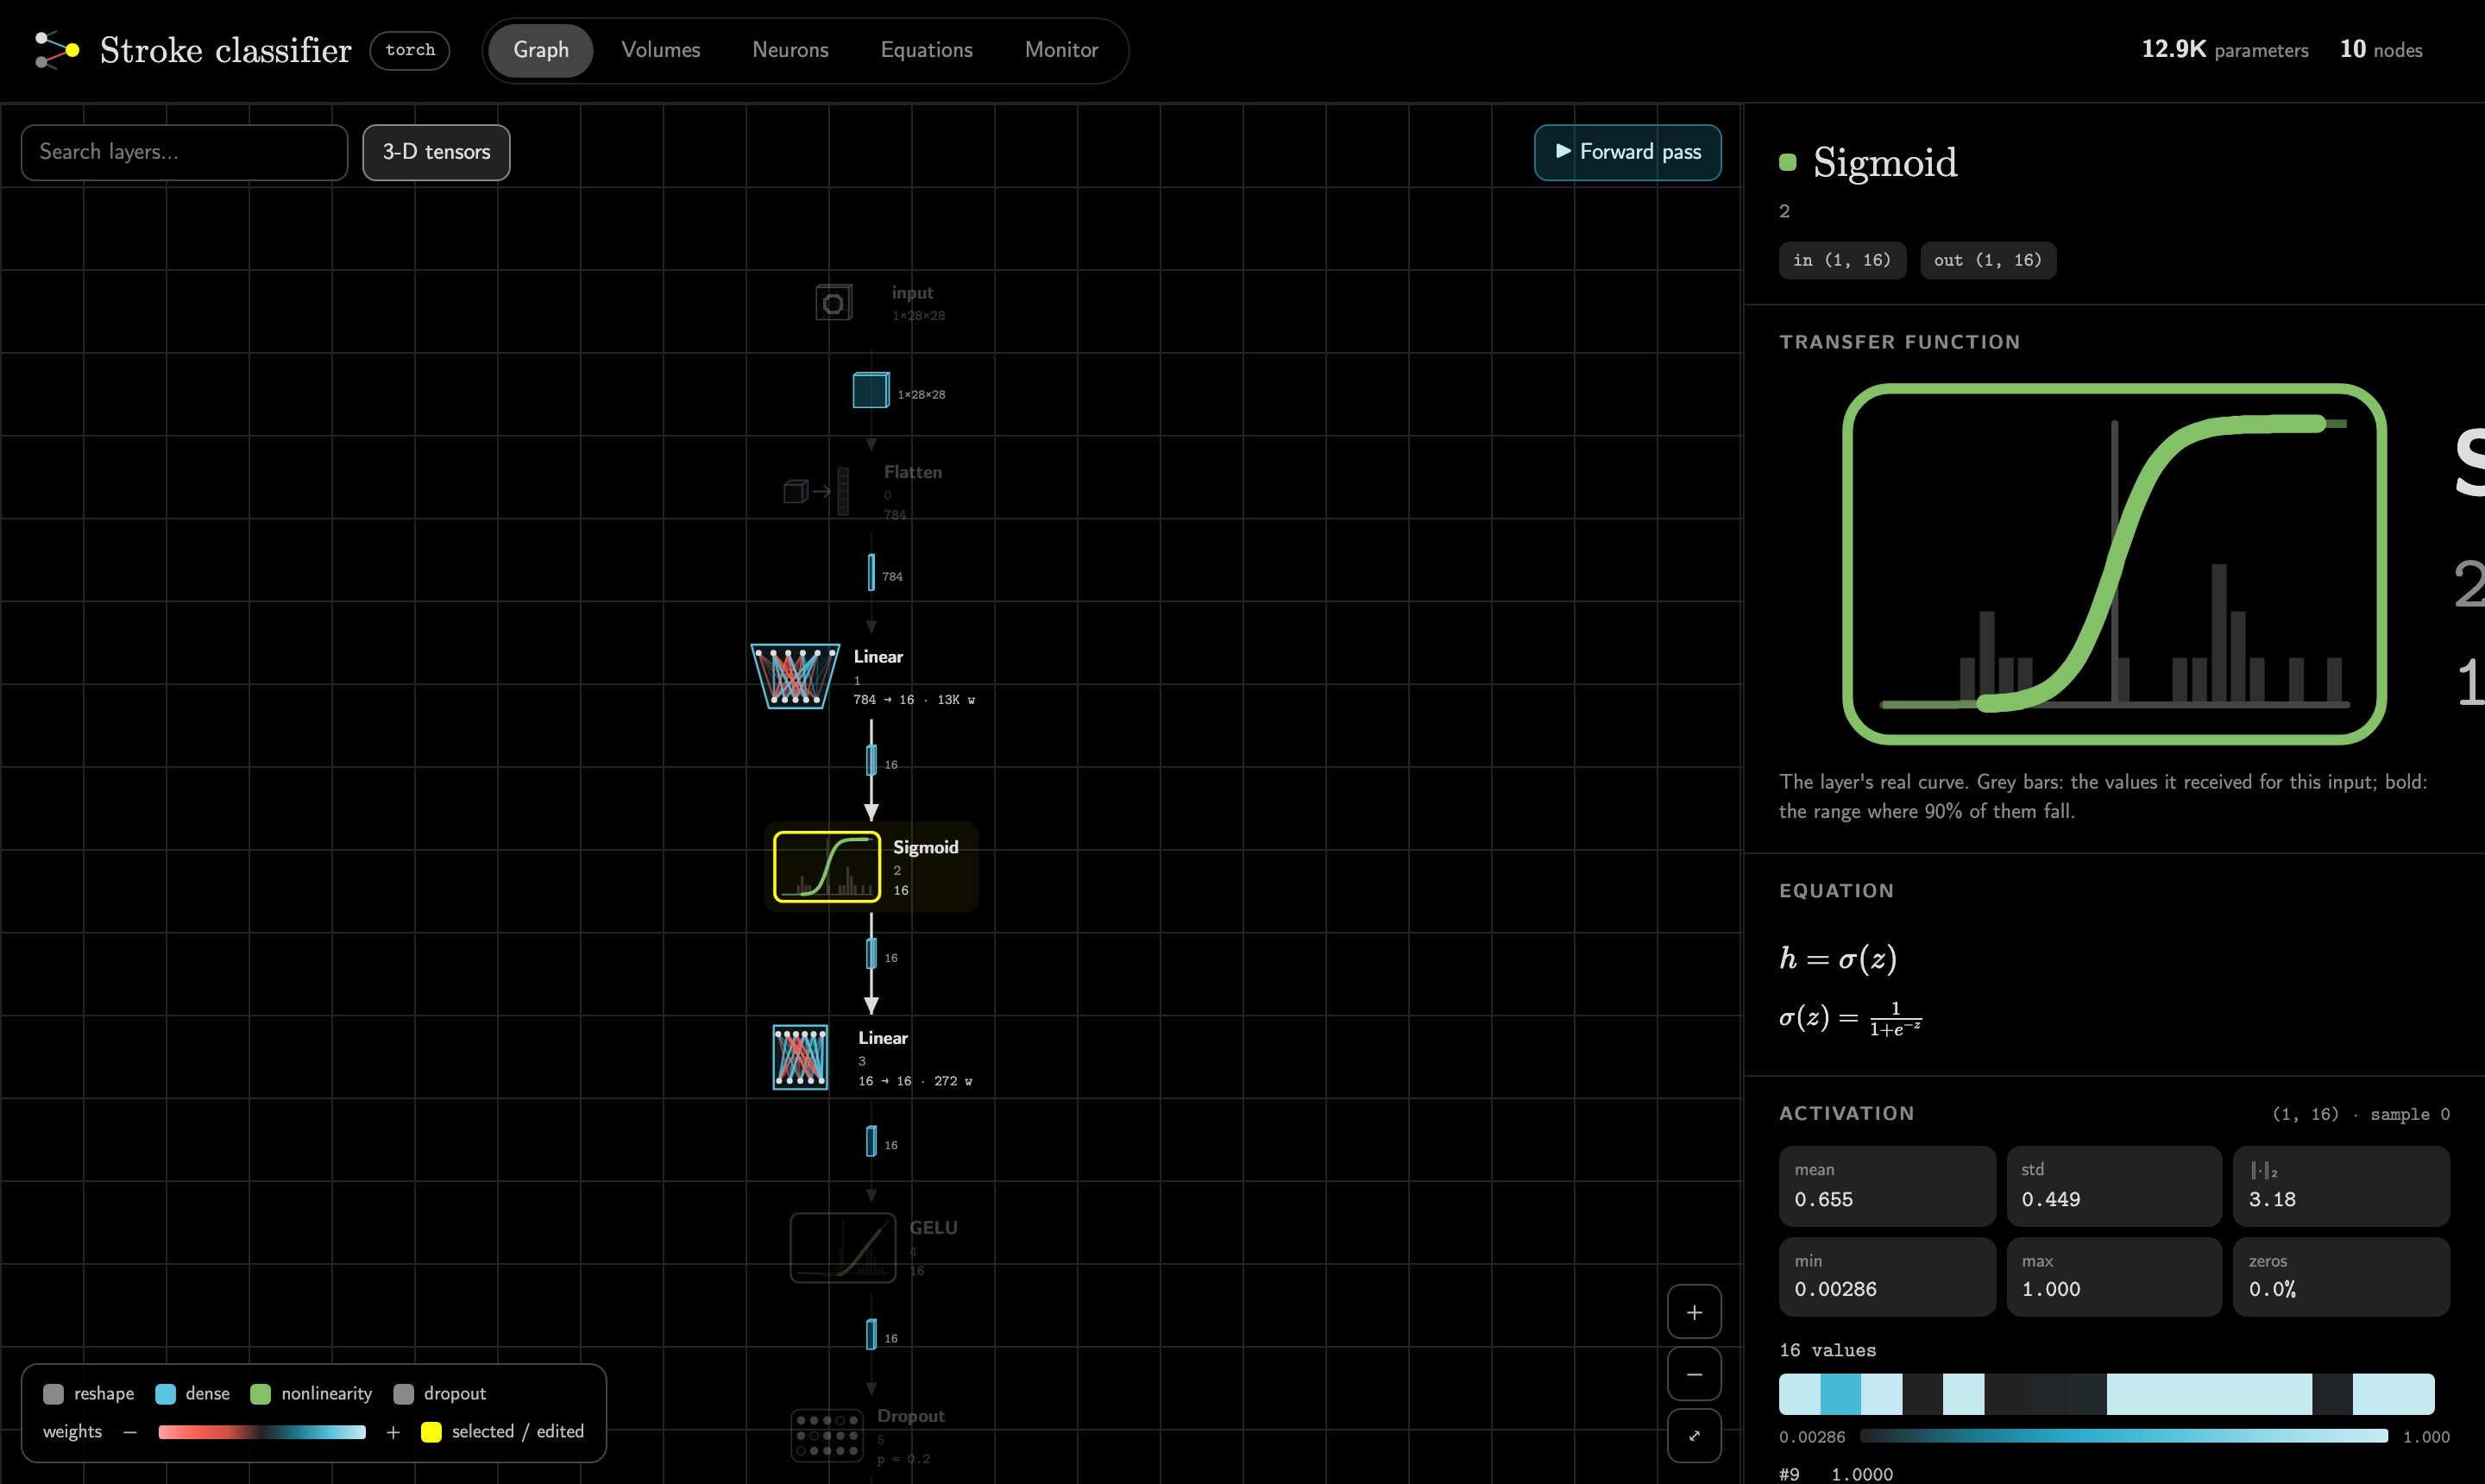 Stroke classifier torch Graph Volumes Neurons Equations Monitor 12.9K parameters 10 nodes
Search layers... 3-D tensors ▶ Forward pass
input
1×28×28
1×28×28
Flatten
0
784
784
Linear
1
784 → 16 · 13K w
16
Sigmoid
2
16
16
Linear
3
16 → 16 · 272 w
16
GELU
4
16
16
Dropout
5
p = 0.2
reshape dense nonlinearity dropout
weights − + selected / edited
+
−
Sigmoid
2
in (1, 16) out (1, 16)
TRANSFER FUNCTION
S
2
1
The layer's real curve. Grey bars: the values it received for this input; bold:
the range where 90% of them fall.
EQUATION
h = σ(z)
σ(z) = 1/(1+e^{-z})
ACTIVATION (1, 16) · sample 0
mean std ‖·‖₂
0.655 0.449 3.18
min max zeros
0.00286 1.000 0.0%
16 values
0.00286 1.000
#9 1.0000